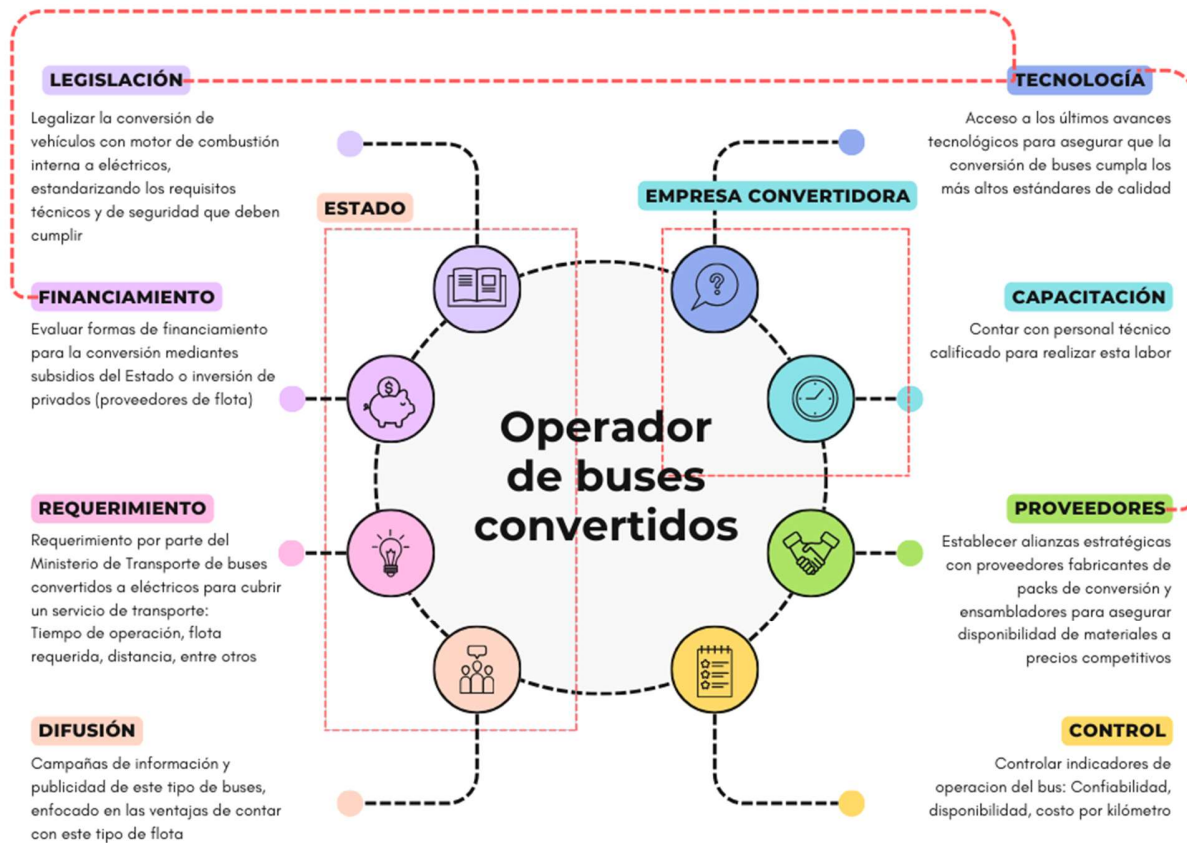 LEGISLACIÓN
Legalizar la conversión de
vehículos con motor de combustión
interna a eléctricos,
estandarizando los requisitos
técnicos y de seguridad que deben
cumplir
FINANCIAMIENTO
Evaluar formas de financiamiento
para la conversión mediantes
subsidios del Estado o inversión de
privados (proveedores de flota)
REQUERIMIENTO
Requerimiento por parte del
Ministerio de Transporte de buses
convertidos a eléctricos para cubrir
un servicio de transporte:
Tiempo de operación, flota
requerida, distancia, entre otros
DIFUSIÓN
Campañas de información y
publicidad de este tipo de buses,
enfocado en las ventajas de contar
con este tipo de flota
ESTADO
EMPRESA CONVERTIDORA
?
$
Operador
de buses
convertidos
TECNOLOGÍA
Acceso a los últimos avances
tecnológicos para asegurar que la
conversión de buses cumpla los
más altos estándares de calidad
CAPACITACIÓN
Contar con personal técnico
calificado para realizar esta labor
PROVEEDORES
Establecer alianzas estratégicas
con proveedores fabricantes de
packs de conversión y
ensambladores para asegurar
disponibilidad de materiales a
precios competitivos
CONTROL
Controlar indicadores de
operacion del bus: Confiabilidad,
disponibilidad, costo por kilómetro